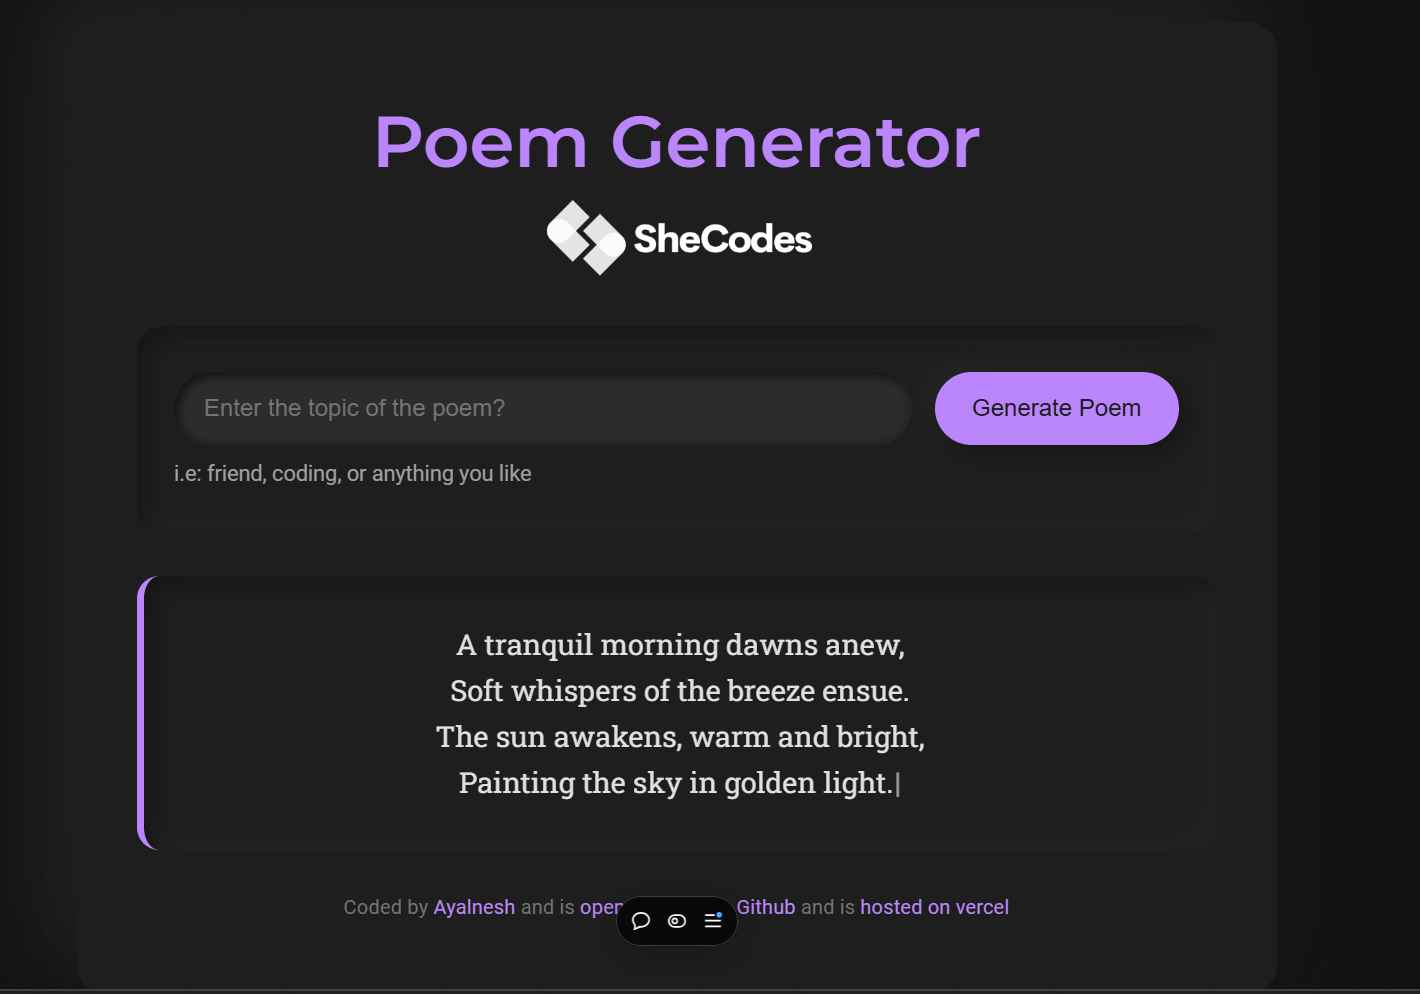 Poem Generator
SheCodes
Enter the topic of the poem?
Generate Poem
i.e: friend, coding, or anything you like
A tranquil morning dawns anew,
Soft whispers of the breeze ensue.
The sun awakens, warm and bright,
Painting the sky in golden light.|
Coded by Ayalnesh and is open Github and is hosted on vercel